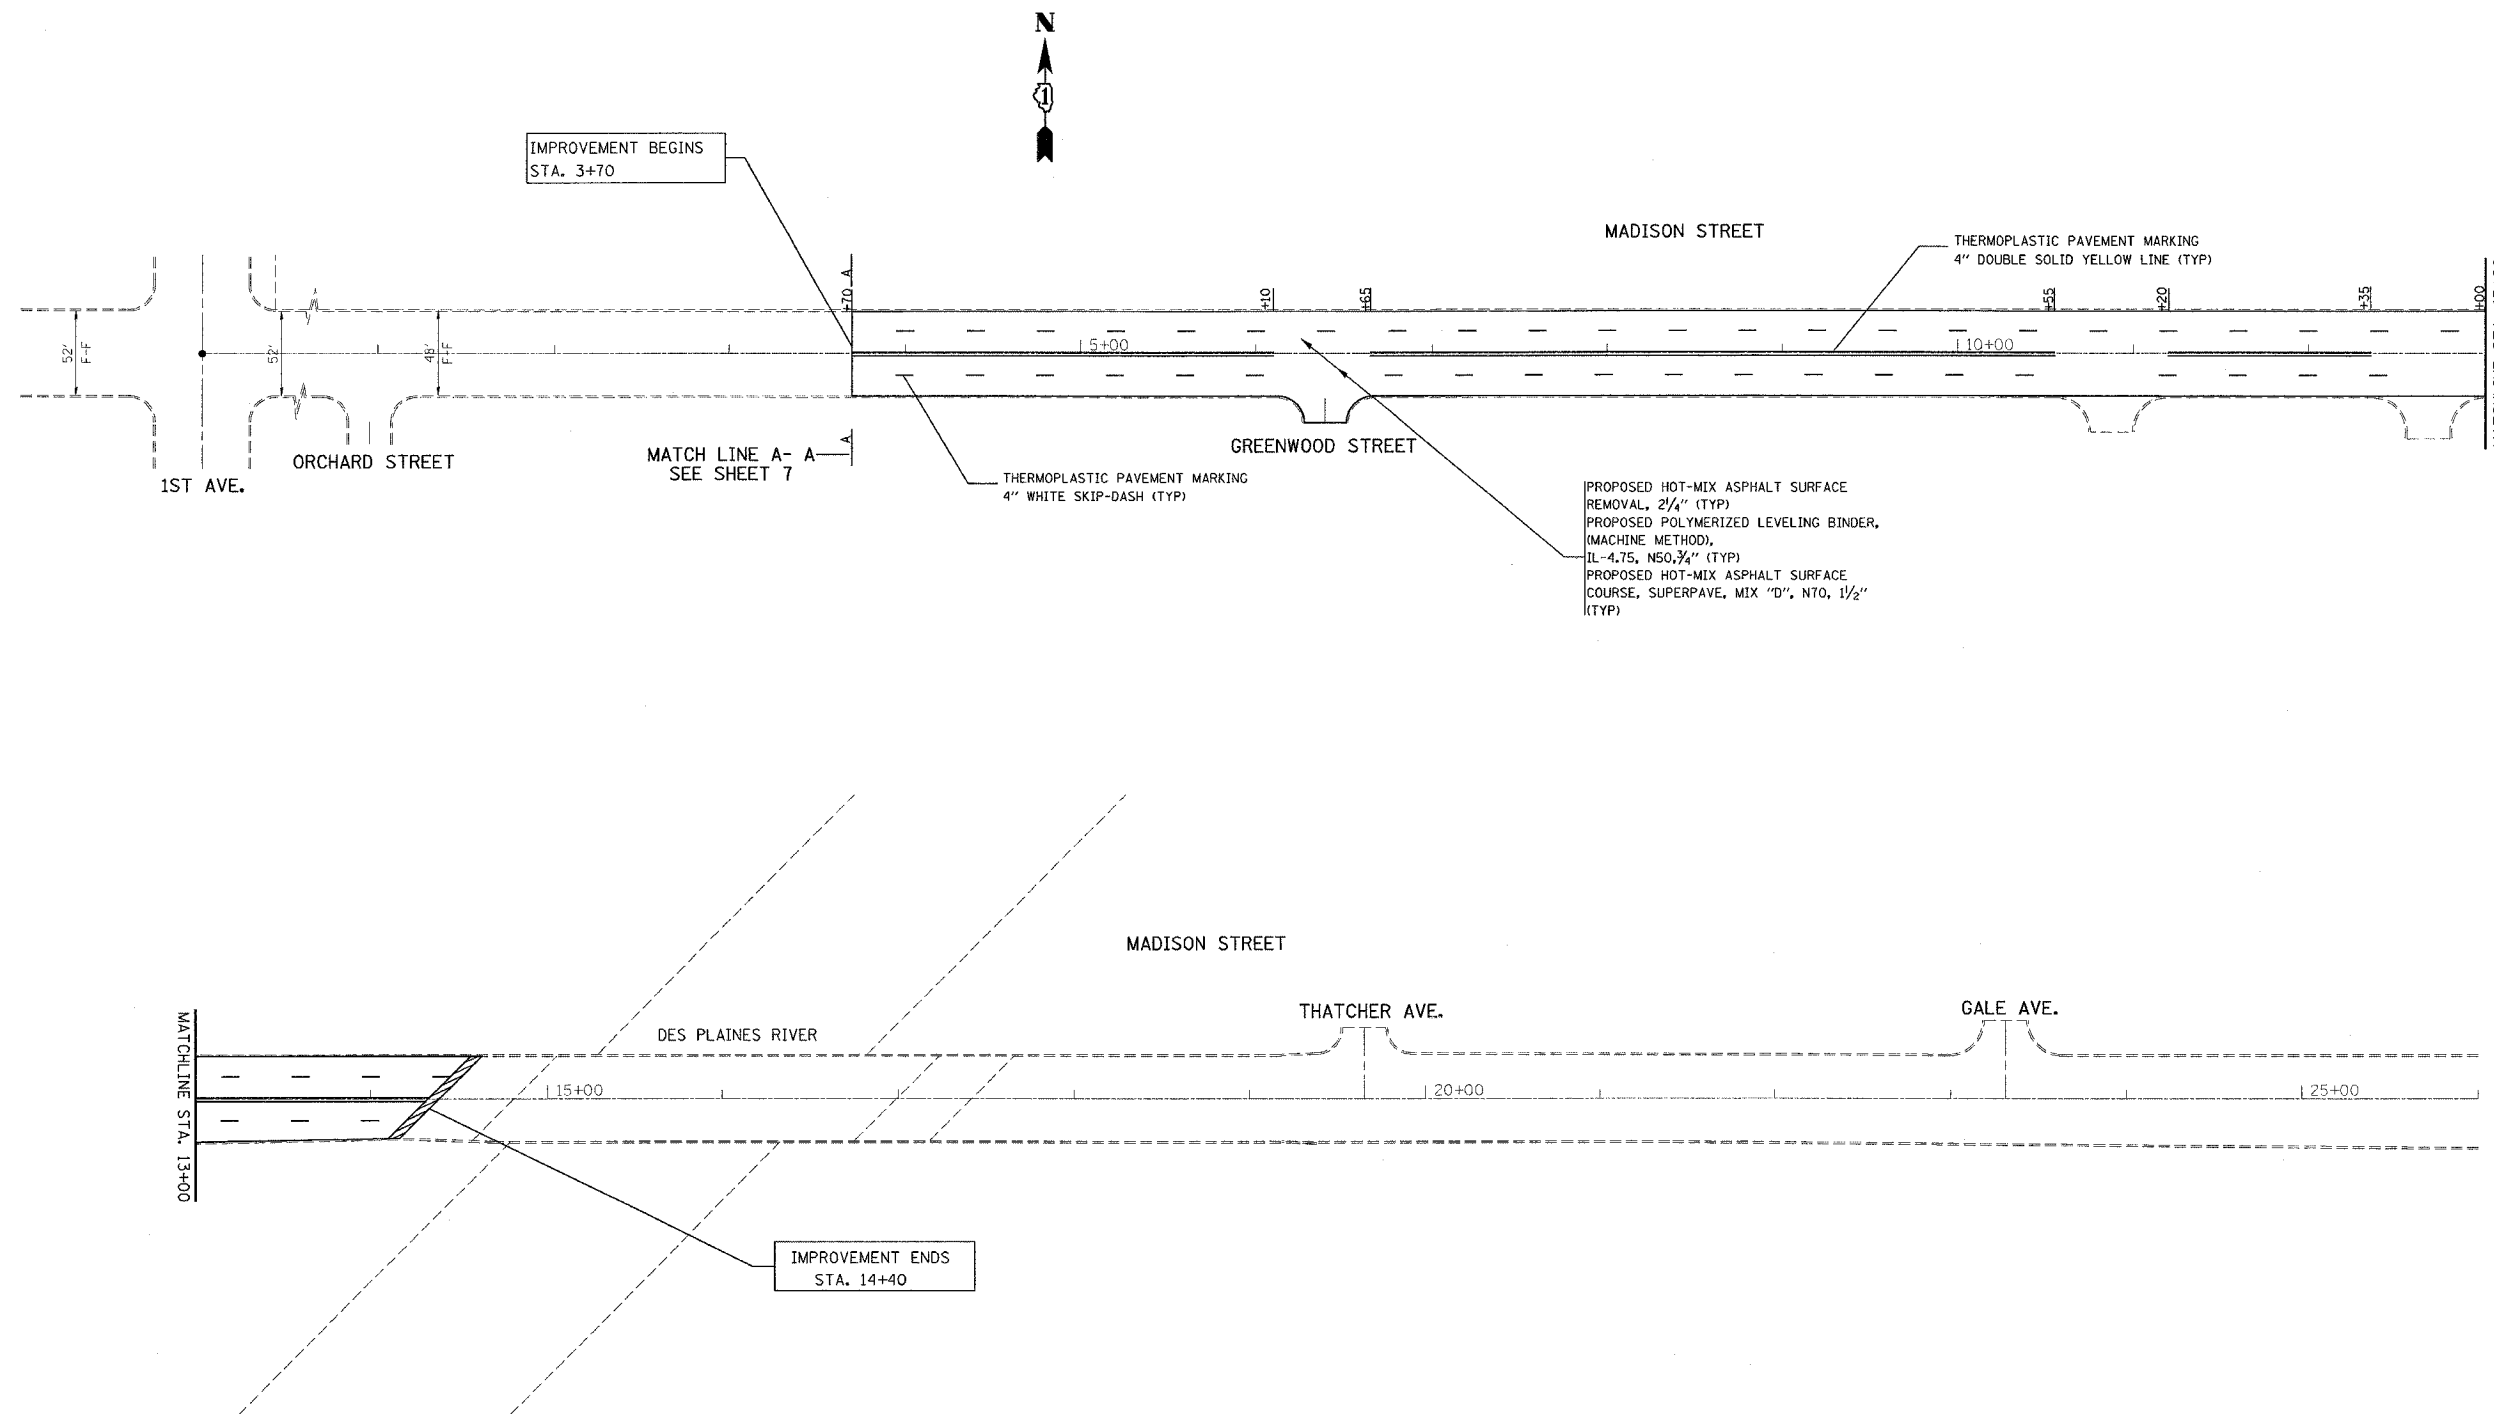 N
1
IMPROVEMENT BEGINS
STA. 3+70
MADISON STREET
THERMOPLASTIC PAVEMENT MARKING
4" DOUBLE SOLID YELLOW LINE (TYP)
52'
F-F
52'
48'
F-F
+70
A
+10
+65
+55
+20
+35
+00
5+00
10+00
A
ORCHARD STREET
1ST AVE.
MATCH LINE A- A
SEE SHEET 7
GREENWOOD STREET
THERMOPLASTIC PAVEMENT MARKING
4" WHITE SKIP-DASH (TYP)
PROPOSED HOT-MIX ASPHALT SURFACE
REMOVAL, 2 1/4" (TYP)
PROPOSED POLYMERIZED LEVELING BINDER,
(MACHINE METHOD),
IL-4.75, N50, 3/4" (TYP)
PROPOSED HOT-MIX ASPHALT SURFACE
COURSE, SUPERPAVE, MIX "D", N70, 1 1/2"
(TYP)
MADISON STREET
THATCHER AVE.
GALE AVE.
DES PLAINES RIVER
MATCHLINE STA. 13+00
15+00
20+00
25+00
IMPROVEMENT ENDS
STA. 14+40